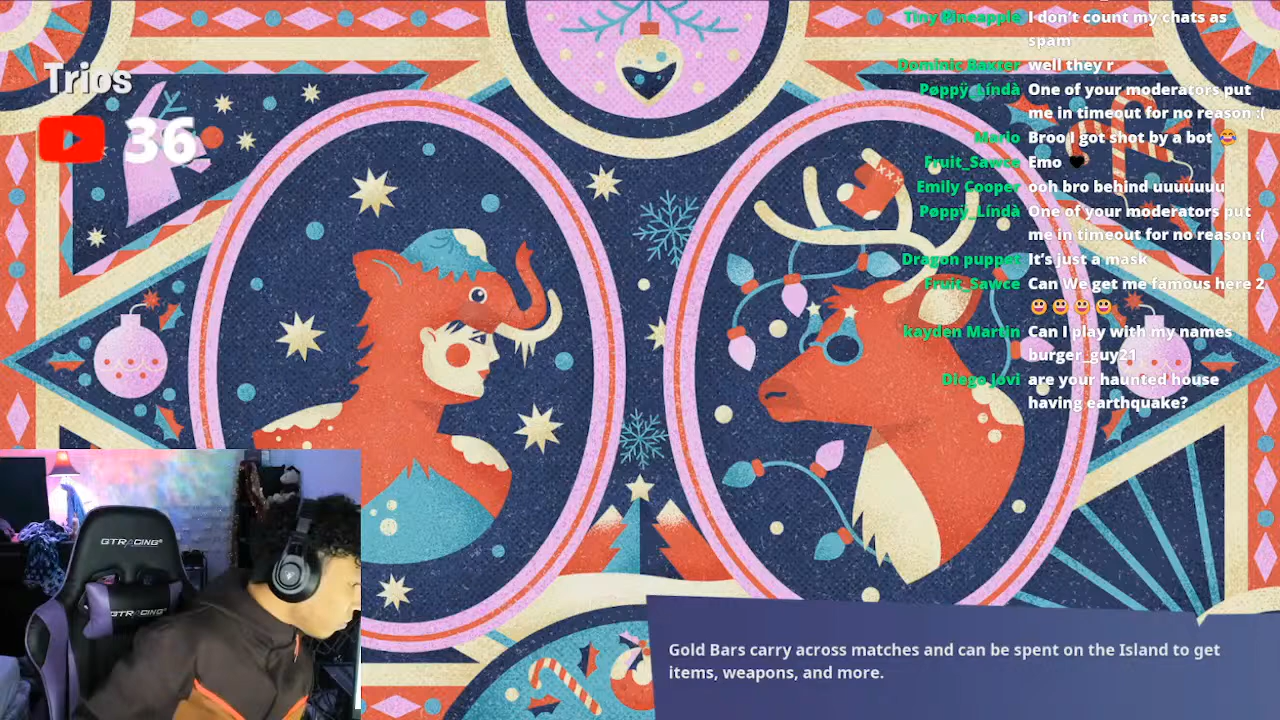 Trios
36
Tiny Pineapple I don't count my chats as
spam
Dominic Baxter well they r
Pøppÿ_Líndà One of your moderators put
me in timeout for no reason :(
Mario Broo I got shot by a bot 😂
Fruit_Sawce Emo 🖤
Emily Cooper ooh bro behind uuuuuuu
Pøppÿ_Líndà One of your moderators put
me in timeout for no reason :(
Dragon puppet It's just a mask
Fruit_Sawce Can We get me famous here 2
😀 😀 😀 😀
kayden Martin Can I play with my names
burger_guy21
Diego Jovi are your haunted house
having earthquake?
GTRACING
GTRACING
Gold Bars carry across matches and can be spent on the Island to get
items, weapons, and more.